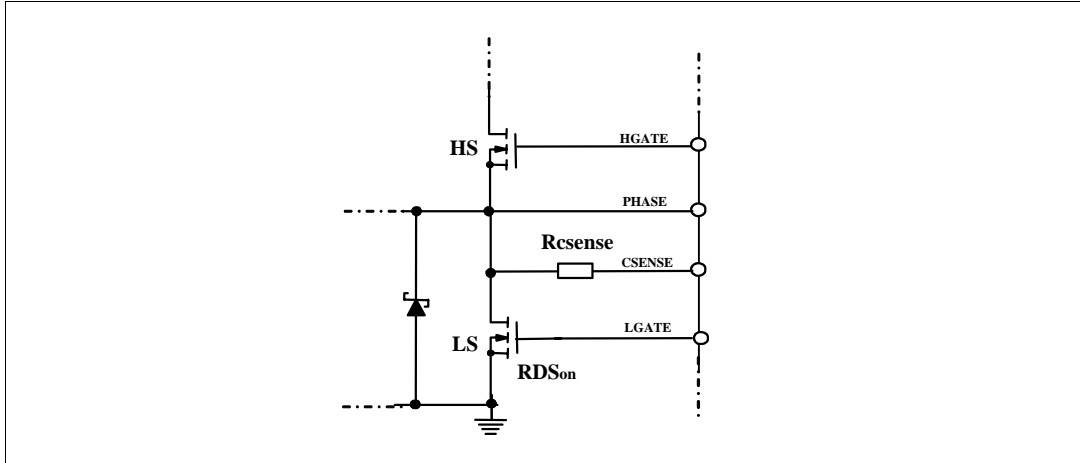 HGATE
HS
PHASE
Rcsense
CSENSE
LGATE
LS
RDSon